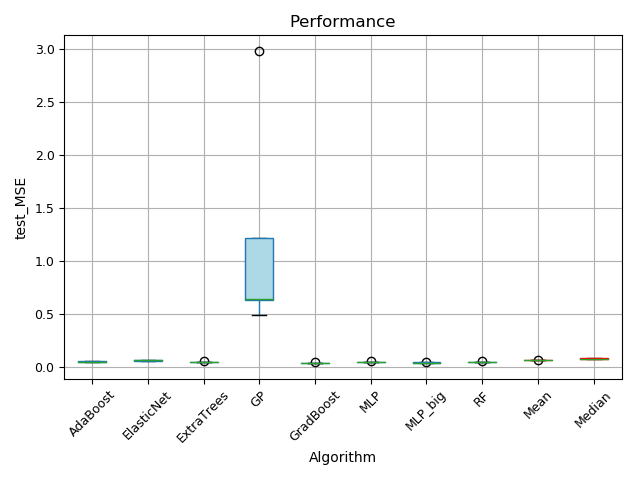 Performance
3.0
2.5
2.0
1.5
1.0
0.5
0.0
test_MSE
AdaBoost
ElasticNet
ExtraTrees
GP
GradBoost
MLP
MLP_big
RF
Mean
Median
Algorithm